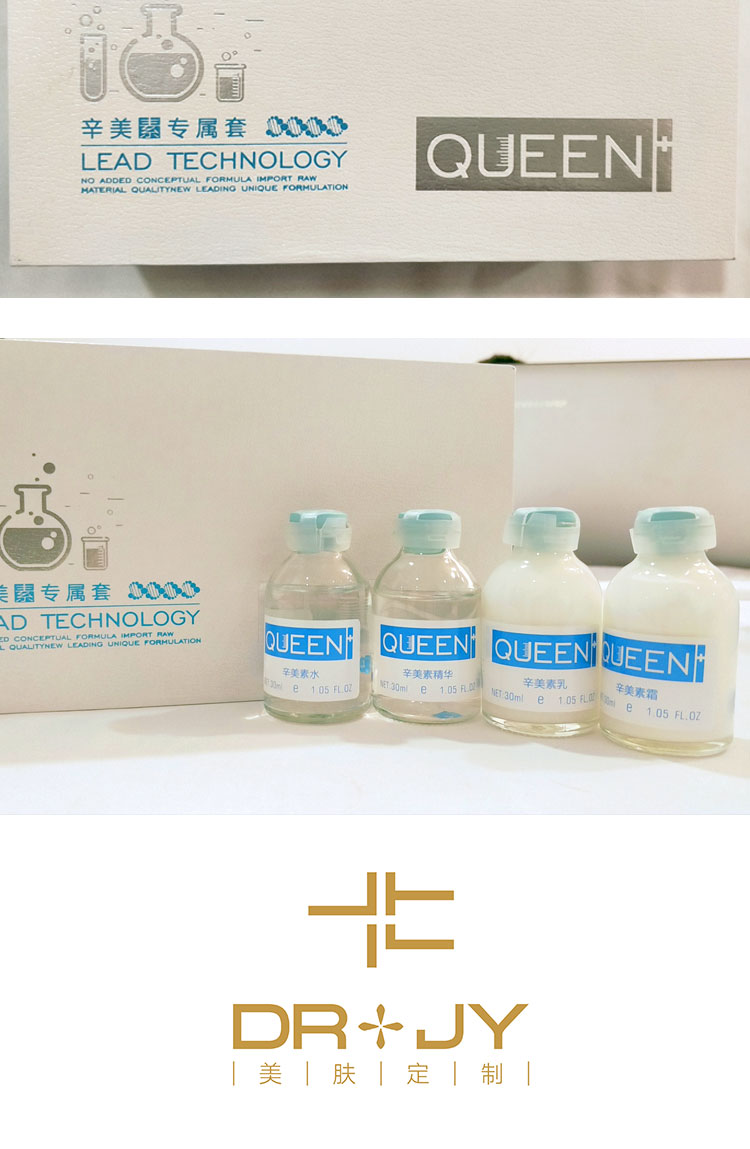 辛美素专属套
LEAD TECHNOLOGY
NO ADDED CONCEPTUAL FORMULA IMPORT RAW
MATERIAL QUALITYNEW LEADING UNIQUE FORMULATION
QUEEN
美素专属套
AD TECHNOLOGY
ED CONCEPTUAL FORMULA IMPORT RAW
L QUALITYNEW LEADING UNIQUE FORMULATION
QUEEN
辛美素水
NET:30ml e 1.05 FL.OZ
QUEEN
辛美素精华
NET:30ml e 1.05 FL.OZ
QUEEN
辛美素乳
NET:30ml e 1.05 FL.OZ
QUEEN
辛美素霜
30ml e 1.05 FL.OZ
DR JY
美 肤 定 制